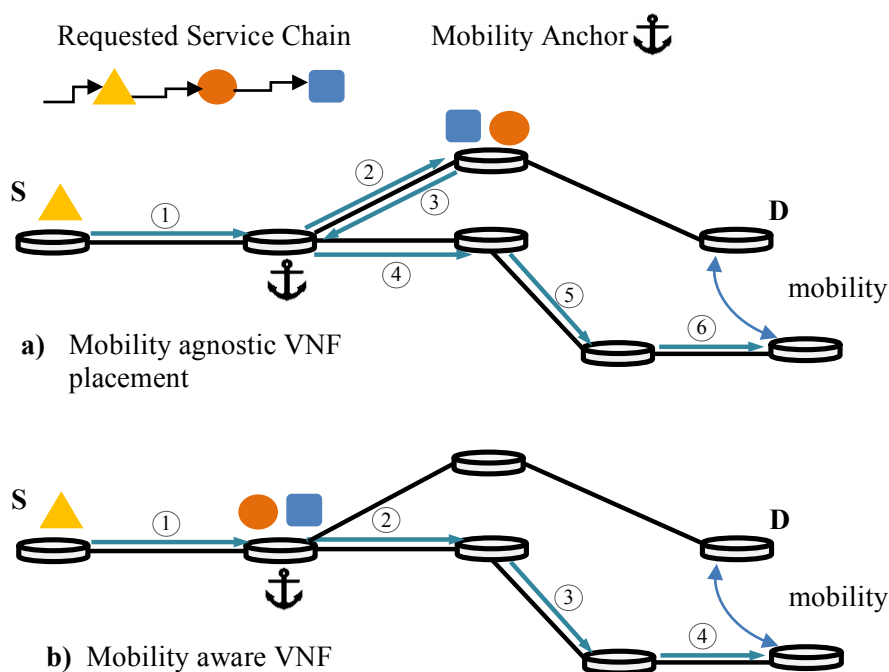 Requested Service Chain
Mobility Anchor
S
1
2
3
4
5
6
D
mobility
a) Mobility agnostic VNF
placement
S
1
2
3
4
D
mobility
b) Mobility aware VNF